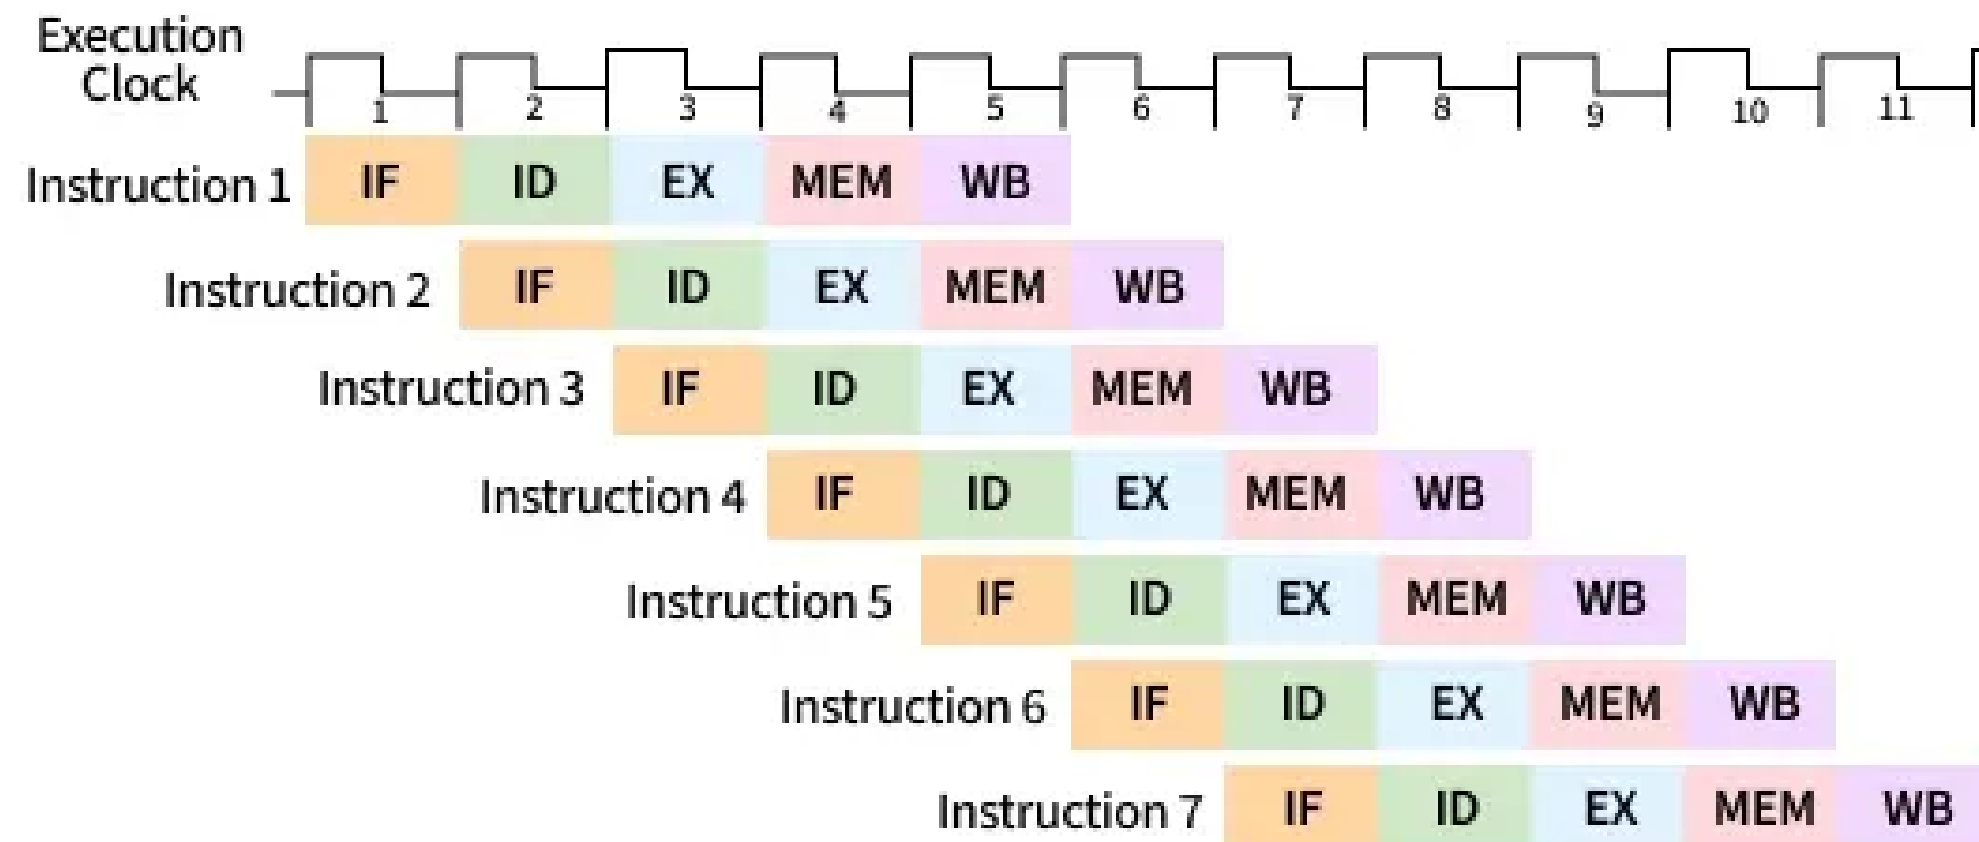 Execution
Clock
1 2 3 4 5 6 7 8 9 10 11
Instruction 1 IF ID EX MEM WB
Instruction 2 IF ID EX MEM WB
Instruction 3 IF ID EX MEM WB
Instruction 4 IF ID EX MEM WB
Instruction 5 IF ID EX MEM WB
Instruction 6 IF ID EX MEM WB
Instruction 7 IF ID EX MEM WB